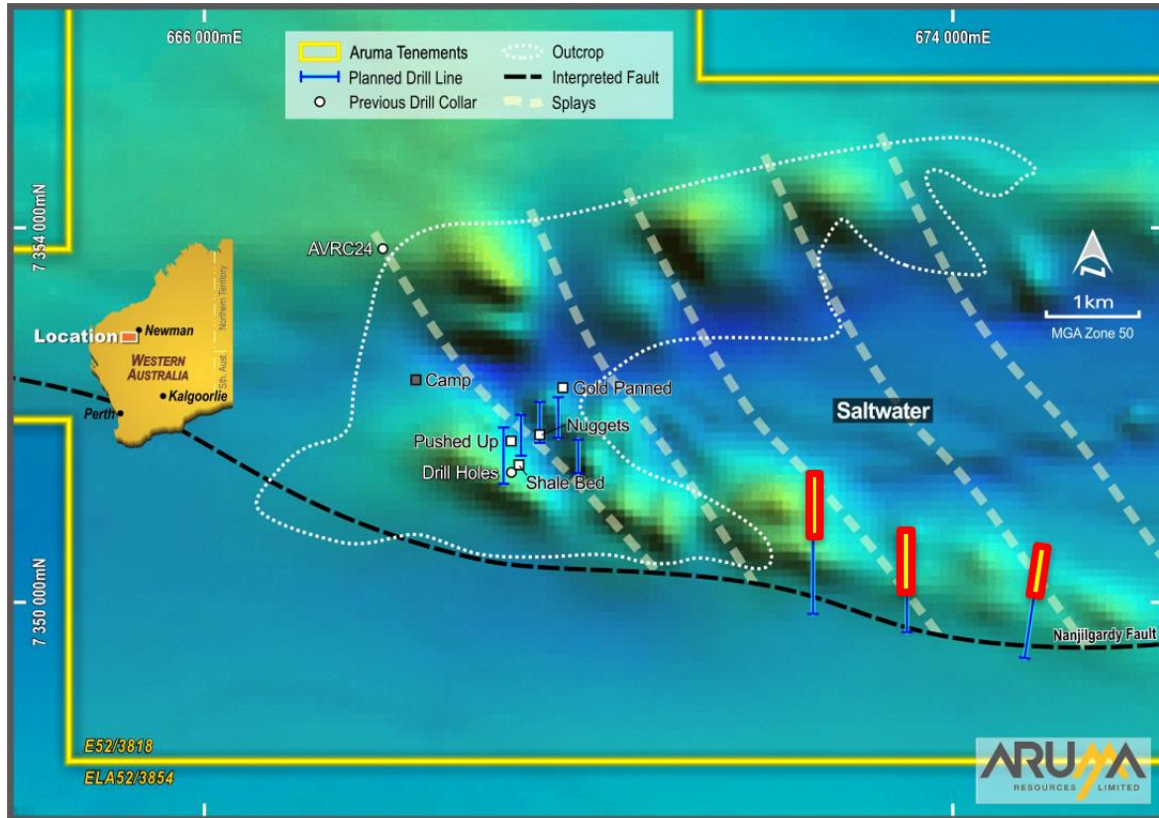 666 000mE
674 000mE
Aruma Tenements
Planned Drill Line
Previous Drill Collar
Outcrop
Interpreted Fault
Splays
7 354 000mN
AVRC24
N
1km
MGA Zone 50
Northern Territory
Sth. Aust.
Location
Newman
WESTERN
AUSTRALIA
Kalgoorlie
Perth
Camp
Gold Panned
Saltwater
Nuggets
Pushed Up
Drill Holes
Shale Bed
7 350 000mN
Nanjilgardy Fault
E52/3818
ELA52/3854
ARUMA
RESOURCES LIMITED